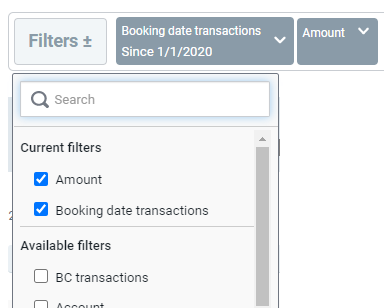 Filters ±
Booking date transactions
Since 1/1/2020
Amount
Search
Current filters
Amount
Booking date transactions
Available filters
BC transactions
Account